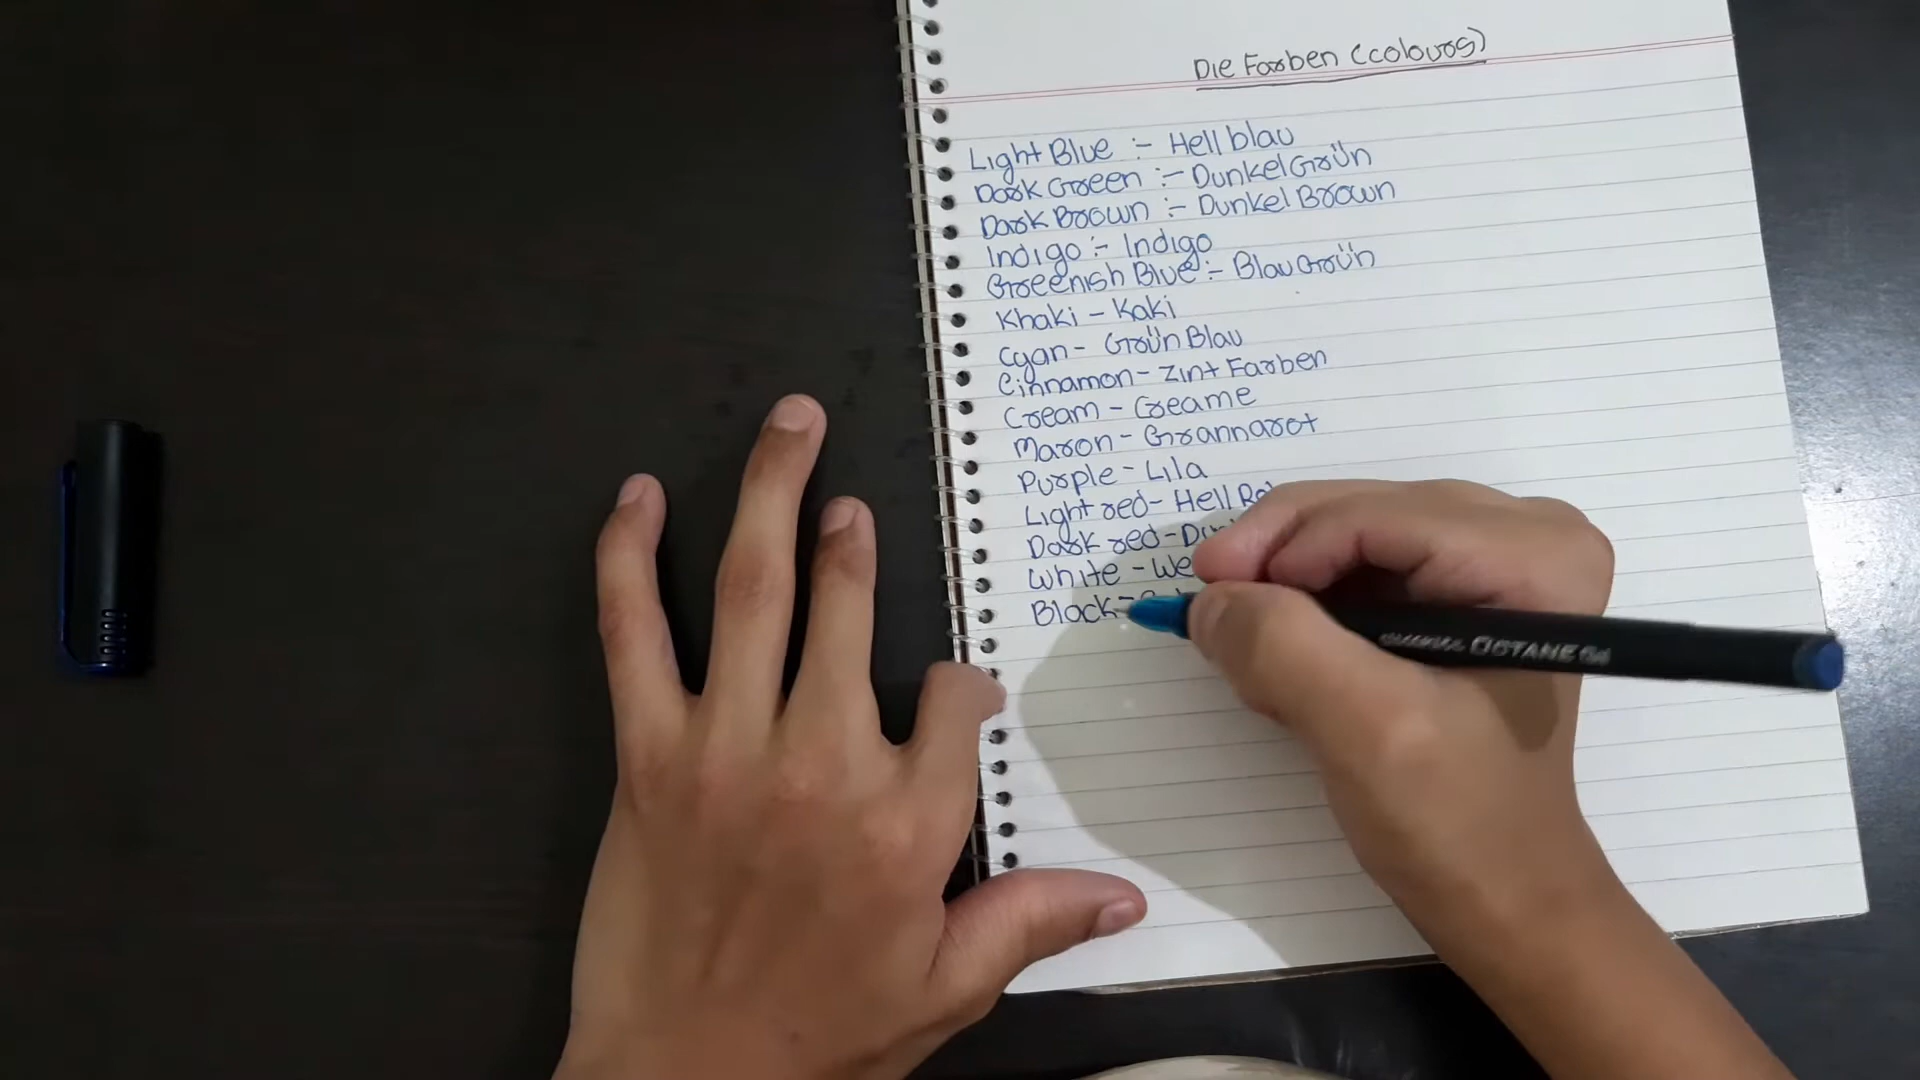 Die Farben (colours)
Light Blue :- Hell blau
Dark Green :- Dunkel Grün
Dark Brown :- Dunkel Brown
Indigo :- Indigo
Greenish Blue :- Blau Grün
Khaki - Kaki
Cyan - Grün Blau
Cinnamon - Zint Farben
Cream - Creame
Maron - Grannarot
Purple - Lila
Light red - Hell
Dark red -
White -
Black -
OCTANE